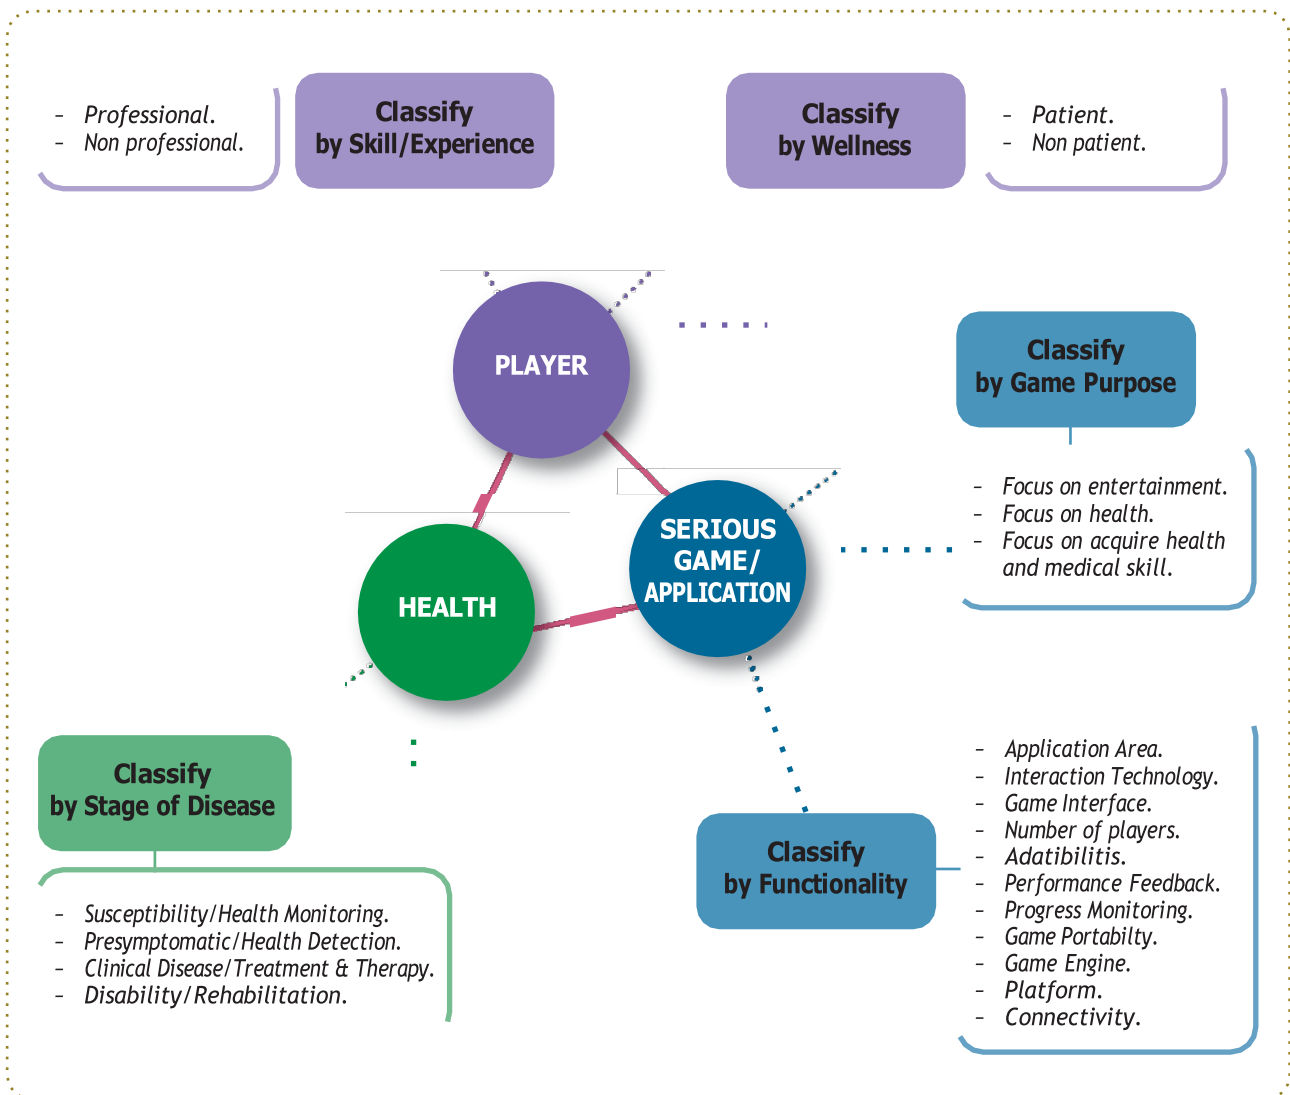 – Professional.
– Non professional.
Classify
by Skill/Experience
Classify
by Wellness
– Patient.
– Non patient.
PLAYER
Classify
by Game Purpose
– Focus on entertainment.
– Focus on health.
– Focus on acquire health
and medical skill.
SERIOUS
GAME/
APPLICATION
HEALTH
Classify
by Stage of Disease
– Susceptibility/Health Monitoring.
– Presymptomatic/Health Detection.
– Clinical Disease/Treatment & Therapy.
– Disability/Rehabilitation.
Classify
by Functionality
– Application Area.
– Interaction Technology.
– Game Interface.
– Number of players.
– Adatibilitis.
– Performance Feedback.
– Progress Monitoring.
– Game Portabilty.
– Game Engine.
– Platform.
– Connectivity.